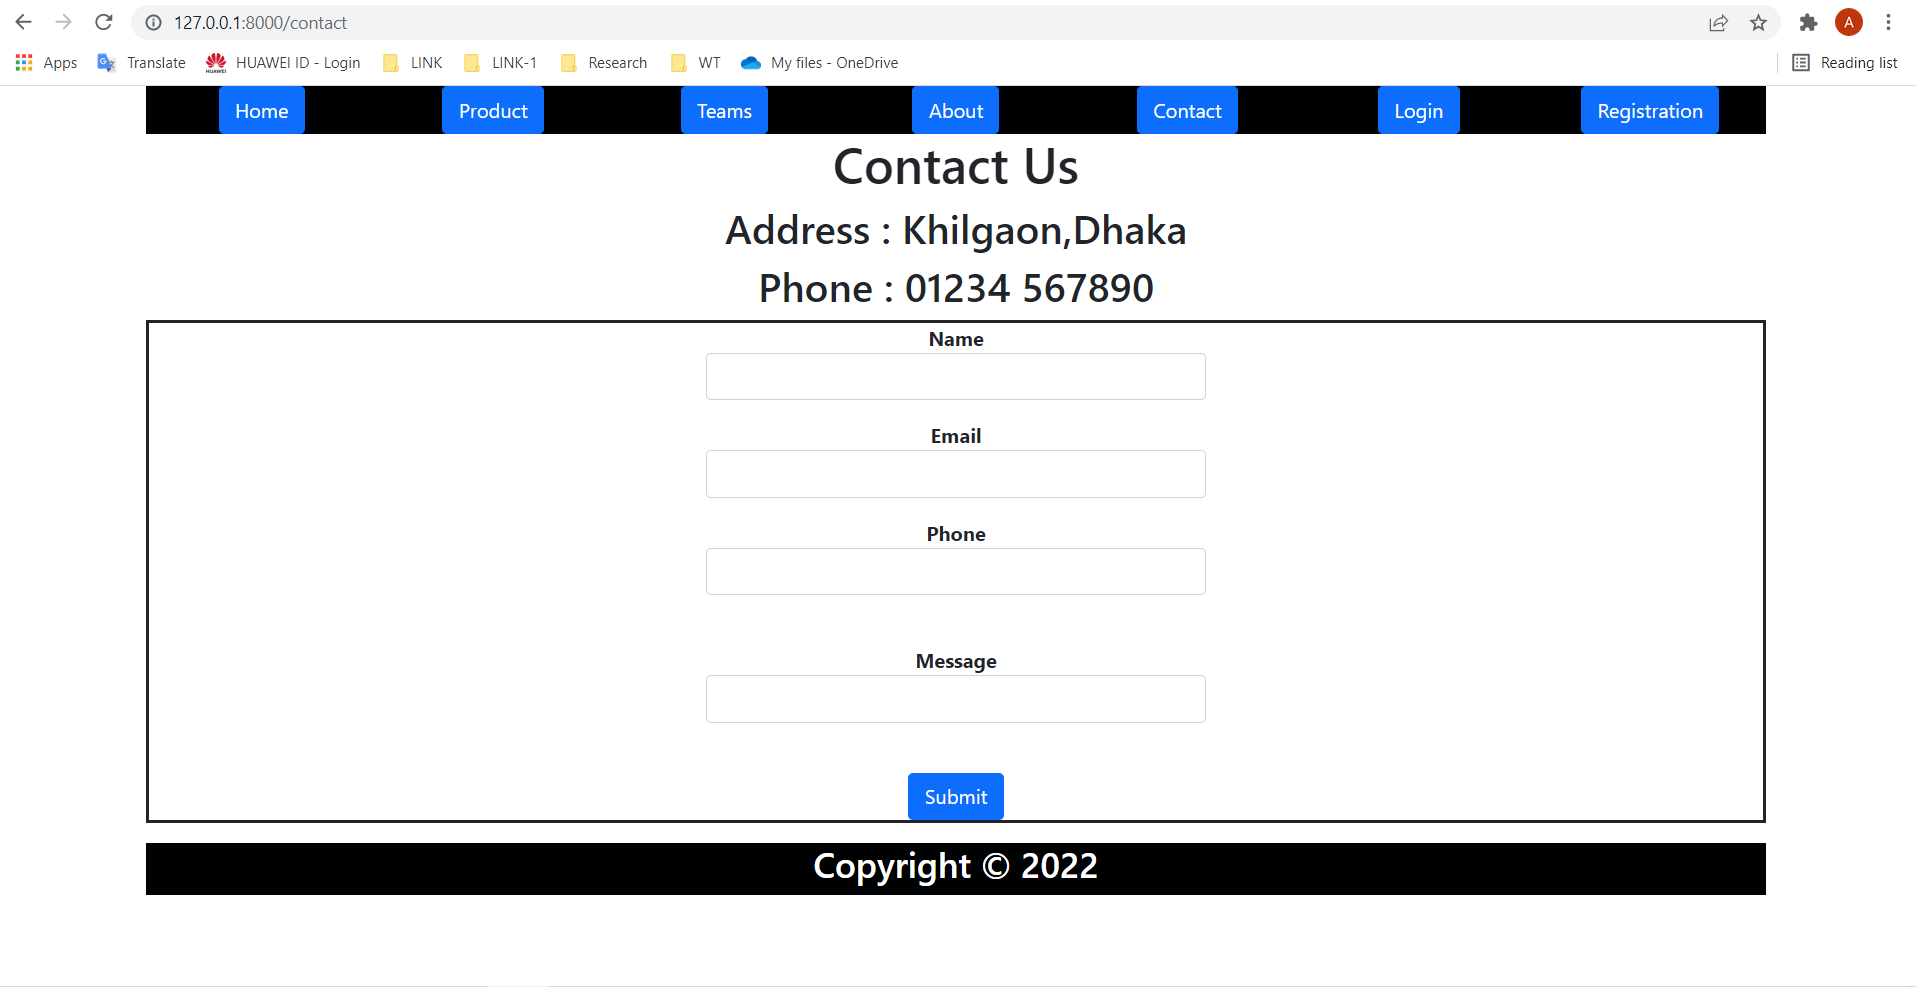 127.0.0.1:8000/contact
A
Apps Translate HUAWEI HUAWEI ID - Login LINK LINK-1 Research WT My files - OneDrive Reading list
Home Product Teams About Contact Login Registration
Contact Us
Address : Khilgaon,Dhaka
Phone : 01234 567890
Name
Email
Phone
Message
Submit
Copyright © 2022